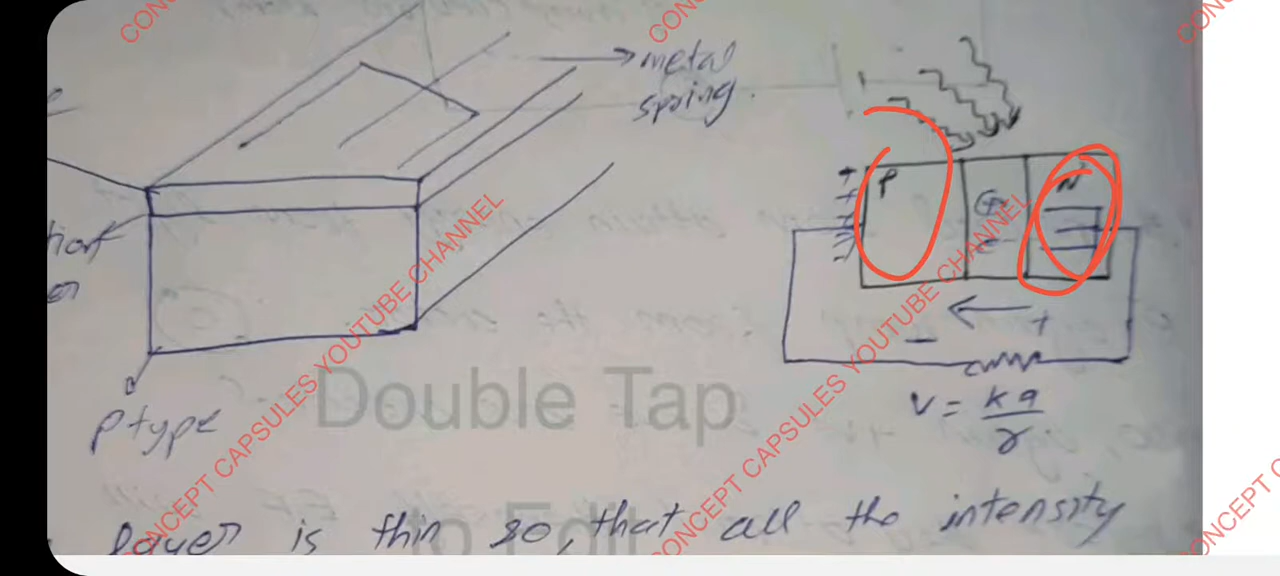 CONCEPT CAPSULES YOUTUBE CHANNEL
metal
spring.
P
N
+
-
P type
V = kq
r
Double Tap
to Edit
layer is thin so, that all the intensity